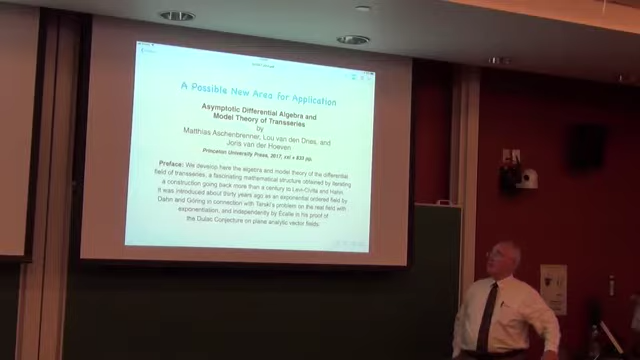 A Possible New Area for Application
Asymptotic Differential Algebra and
Model Theory of Transseries
by
Matthias Aschenbrenner, Lou van den Dries, and
Joris van der Hoeven
Princeton University Press, 2017, xxi + 833 pp.
Preface: We develop here the algebra and model theory of the differential
field of transseries, a fascinating mathematical structure obtained by iterating
a construction going back more than a century to Levi-Civita and Hahn.
It was introduced about thirty years ago as an exponential ordered field by
Dahn and Göring in connection with Tarski's problem on the real field with
exponentiation, and independently by Écalle in his proof of
the Dulac Conjecture on plane analytic vector fields.